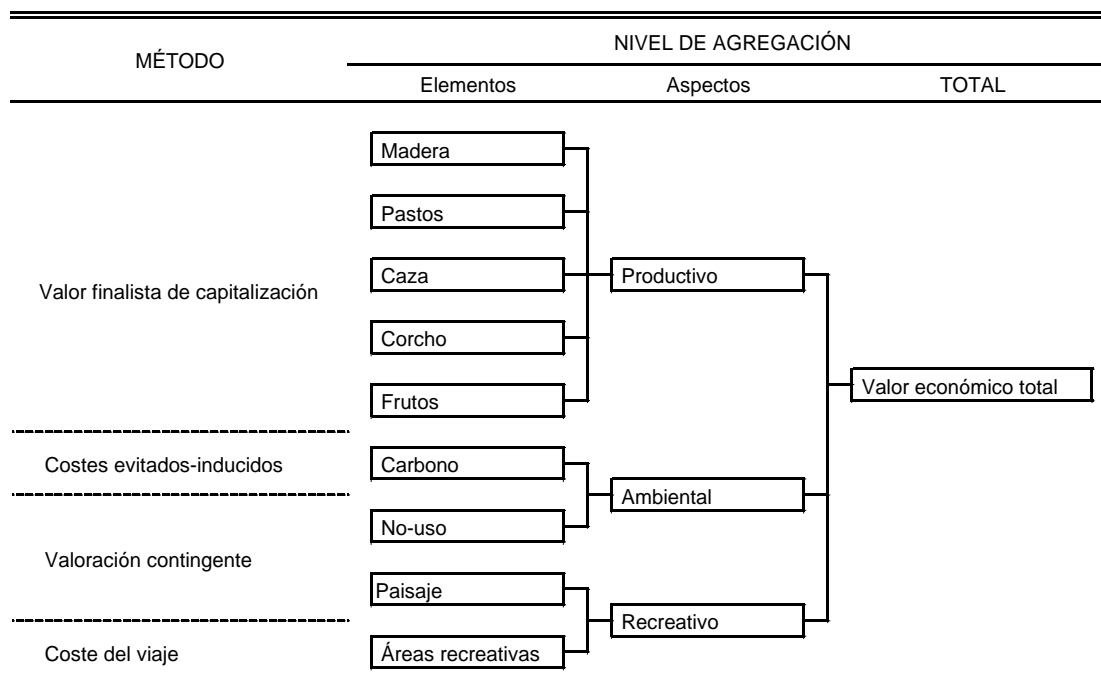 MÉTODO
NIVEL DE AGREGACIÓN
Elementos Aspectos TOTAL
Madera
Pastos
Valor finalista de capitalización
Caza
Productivo
Corcho
Frutos
Valor económico total
Costes evitados-inducidos
Carbono
Ambiental
No-uso
Valoración contingente
Paisaje
Recreativo
Coste del viaje
Áreas recreativas